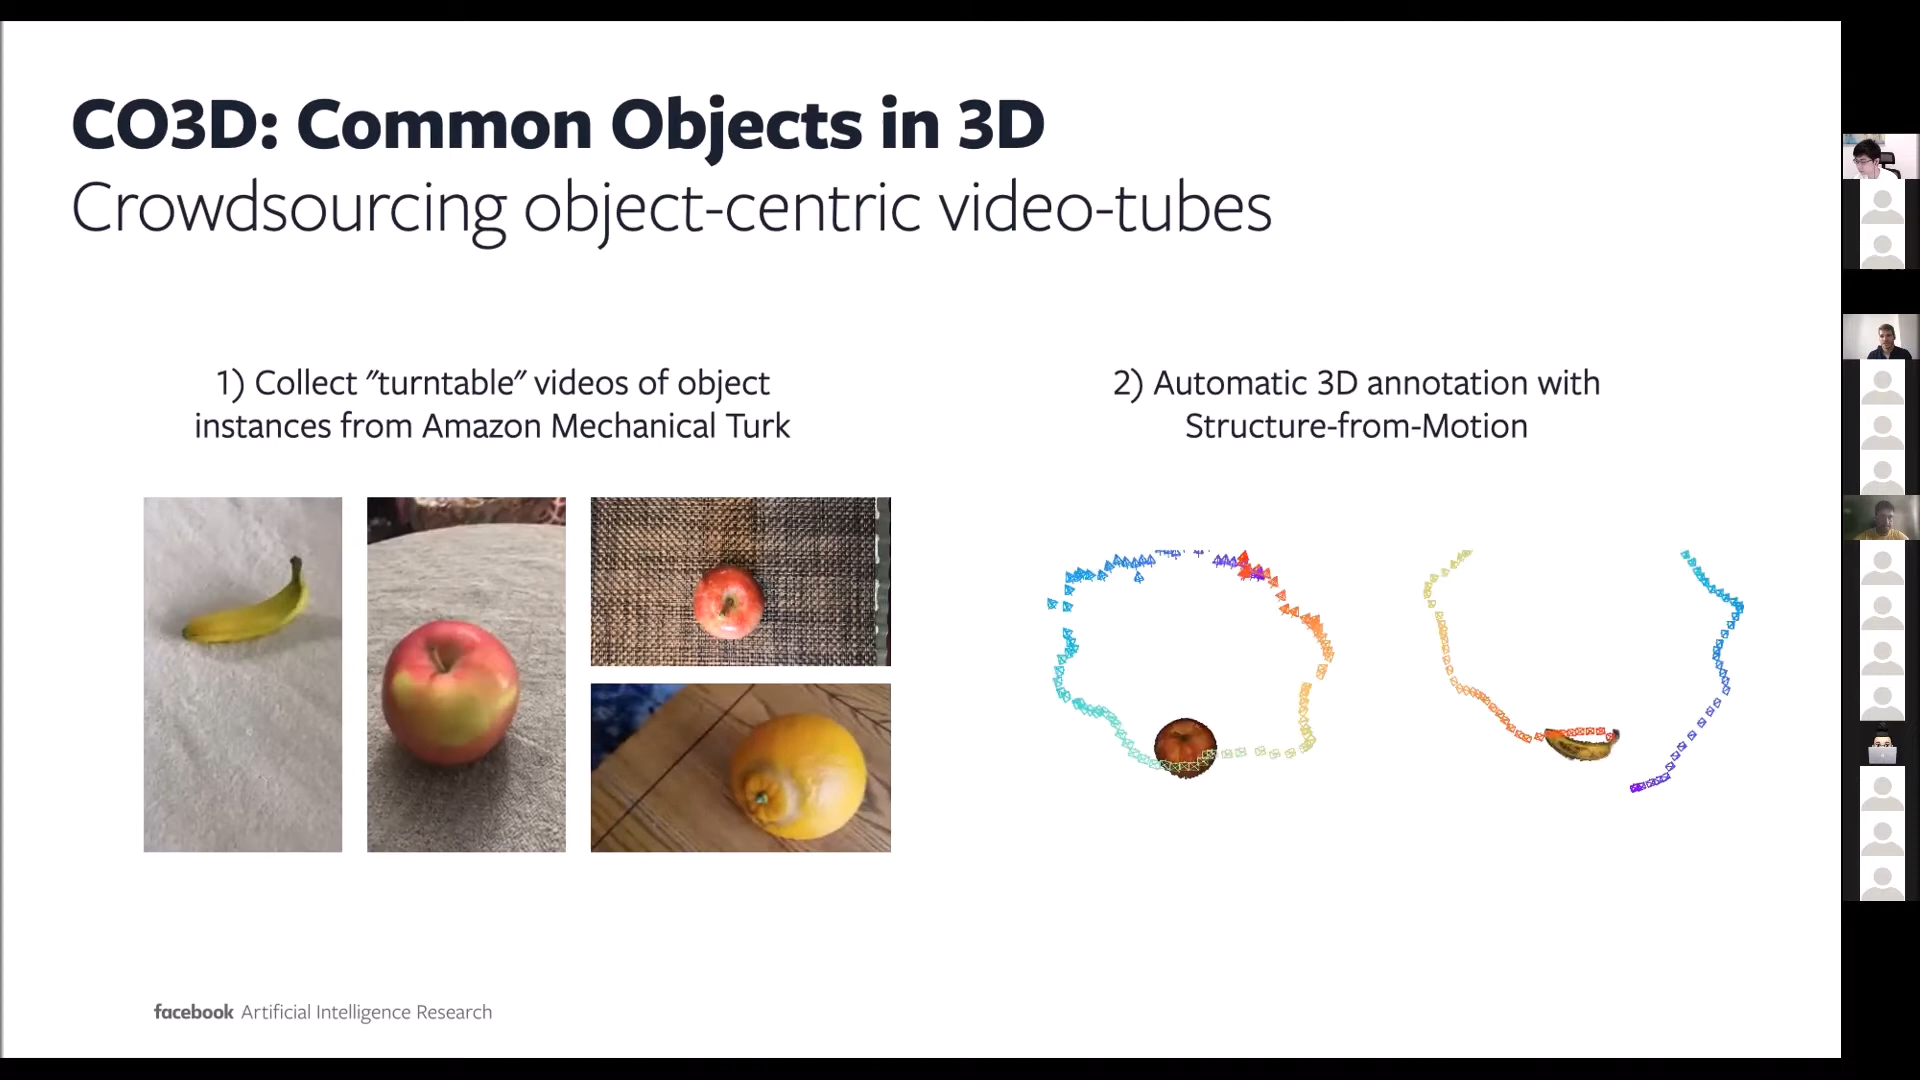 CO3D: Common Objects in 3D
Crowdsourcing object-centric video-tubes
1) Collect "turntable" videos of object
instances from Amazon Mechanical Turk
2) Automatic 3D annotation with
Structure-from-Motion
facebook Artificial Intelligence Research